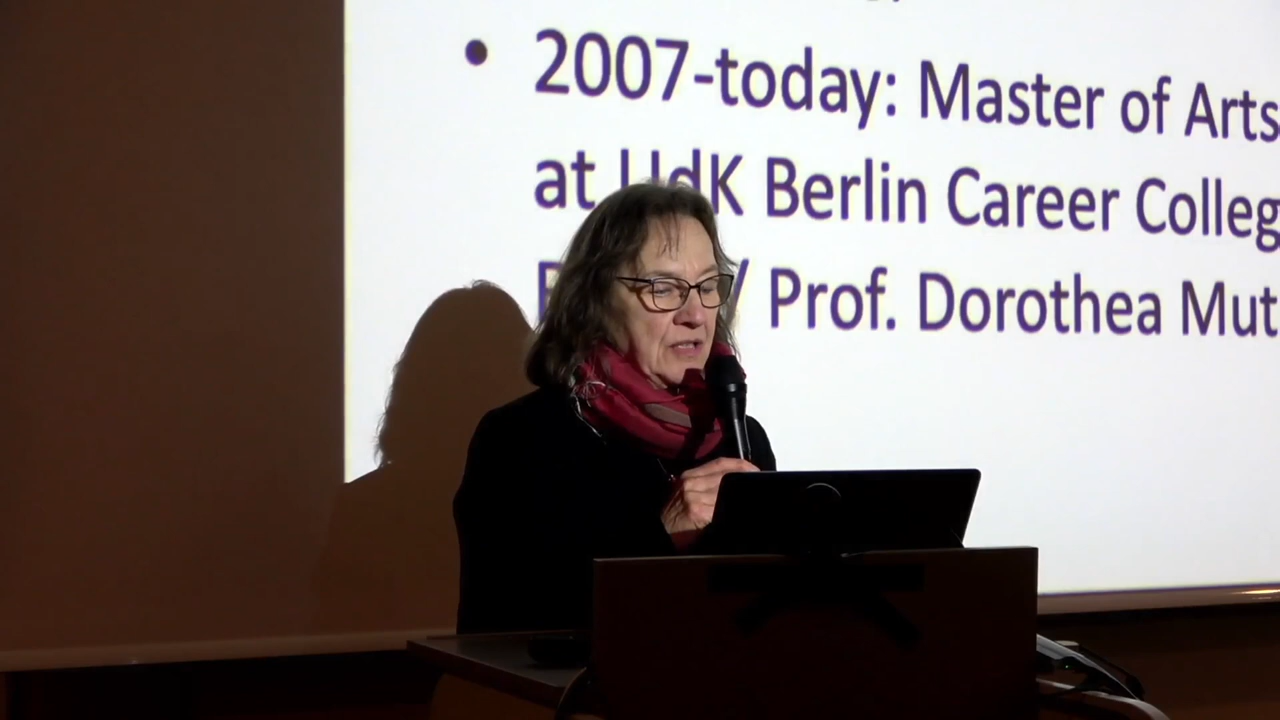 • 2007-today: Master of Arts
at UdK Berlin Career Colleg
Prof. Dorothea Mut